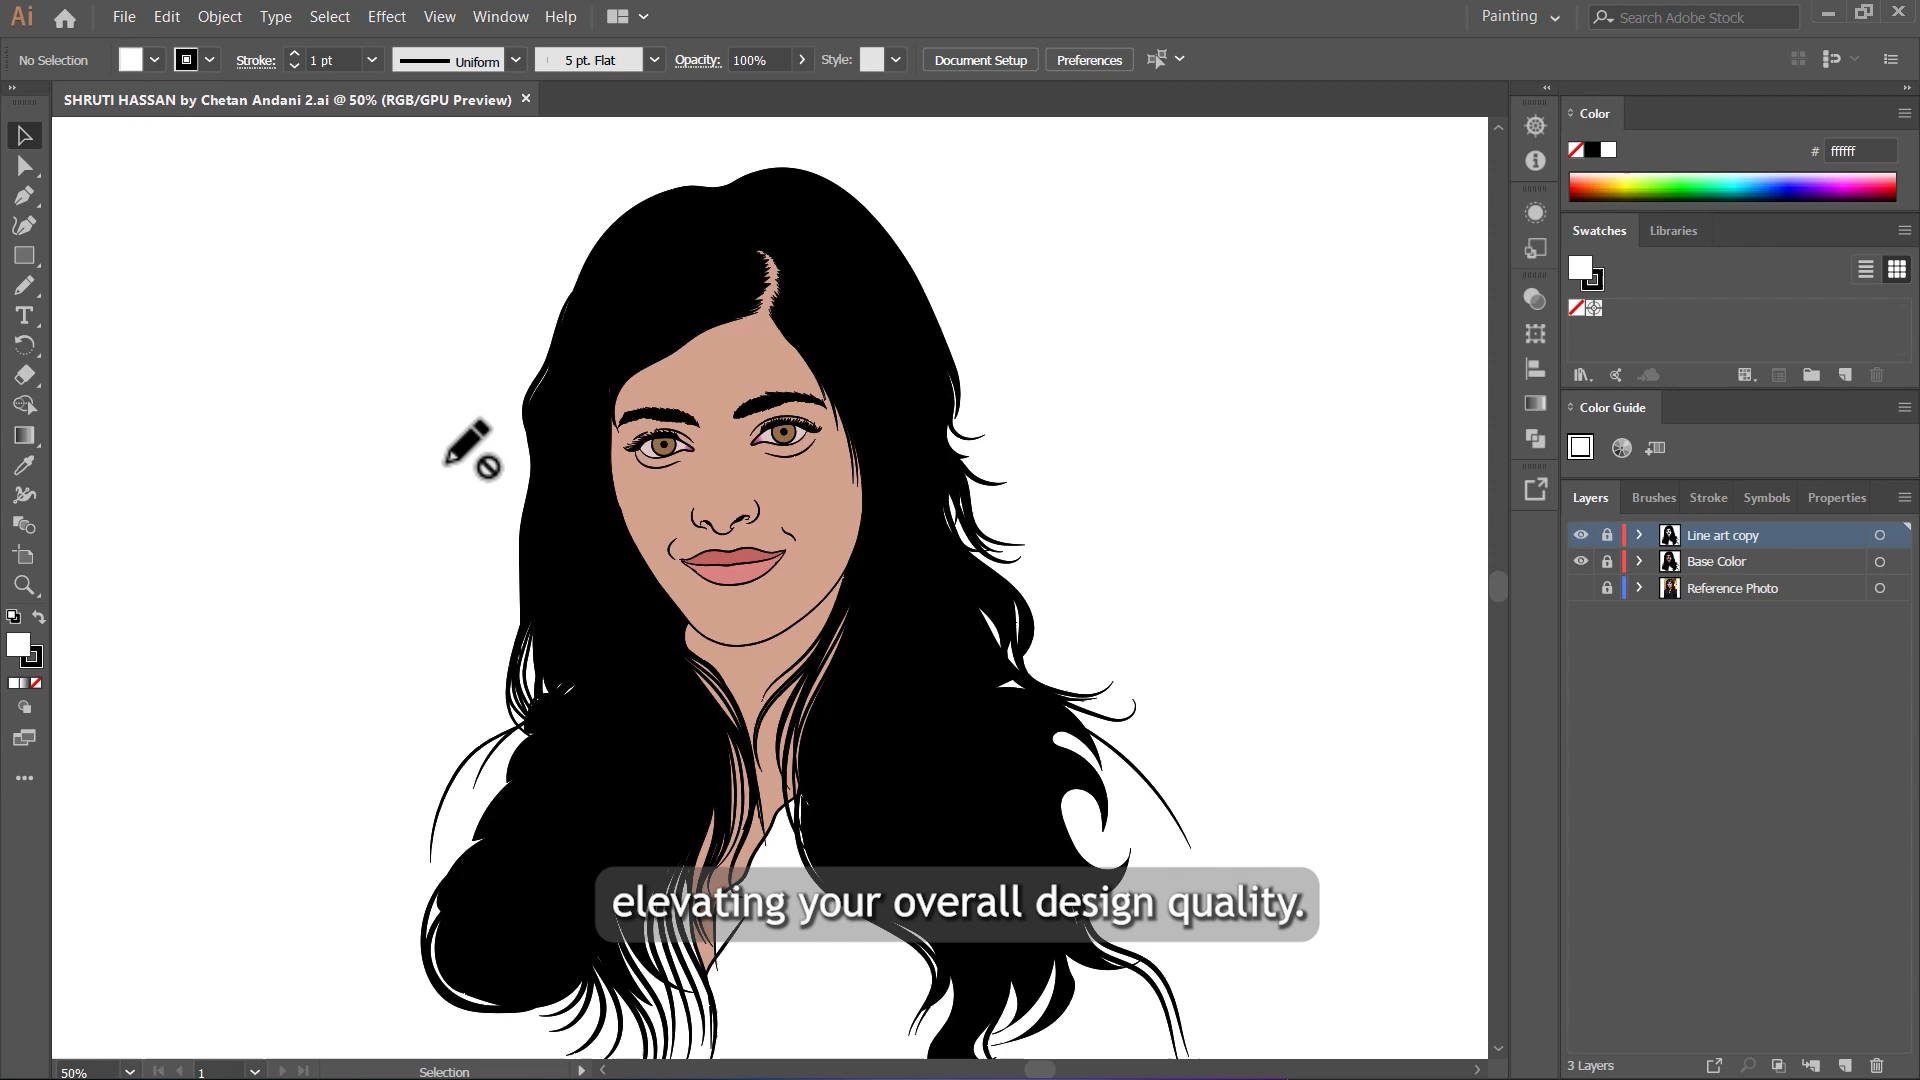 Ai File Edit Object Type Select Effect View Window Help Painting Search Adobe Stock
No Selection Stroke: 1 pt Uniform 5 pt. Flat Opacity: 100% Style: Document Setup Preferences
SHRUTI HASSAN by Chetan Andani 2.ai @ 50% (RGB/GPU Preview)
Color
# ffffff
Swatches Libraries
Color Guide
Layers Brushes Stroke Symbols Properties
Line art copy
Base Color
Reference Photo
elevating your overall design quality.
50% 1 Selection 3 Layers